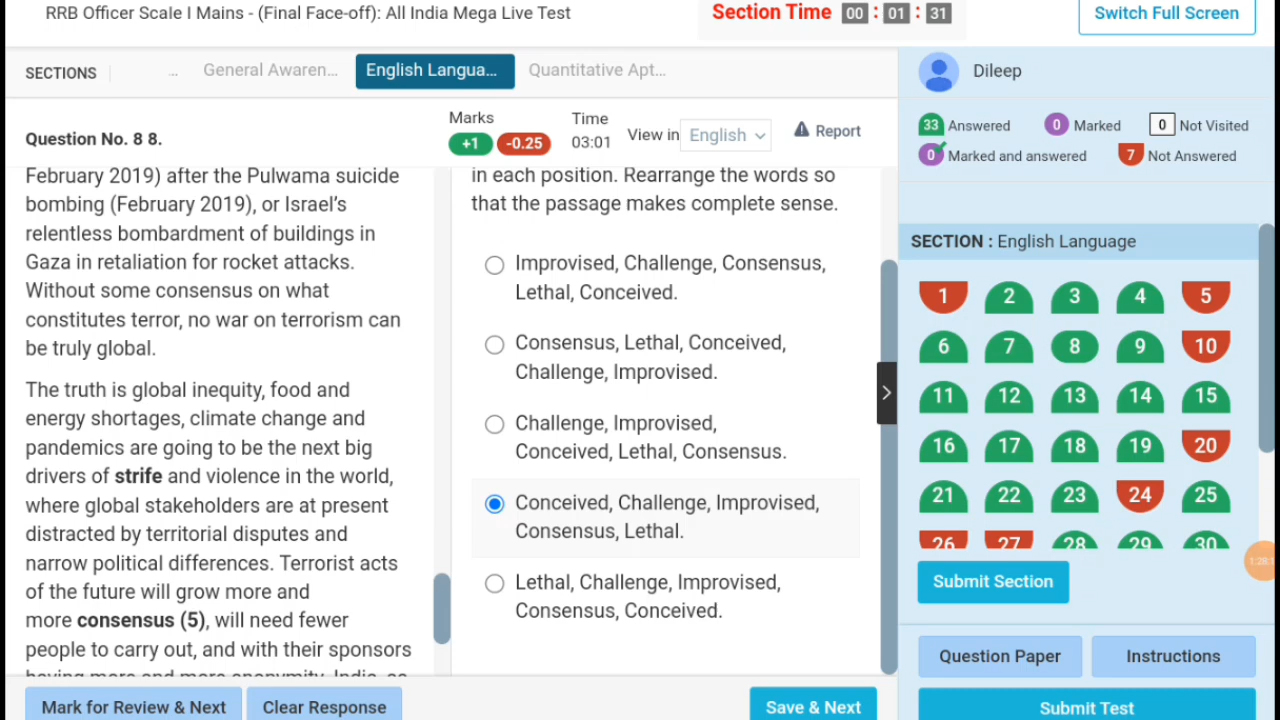 RRB Officer Scale I Mains - (Final Face-off): All India Mega Live Test
Section Time 00 : 01 : 31
Switch Full Screen
SECTIONS
...
General Awaren...
English Langua...
Quantitative Apt...
Dileep
Question No. 8 8.
Marks
+1 -0.25
Time
03:01
View in English
Report
33 Answered
0 Marked
0 Not Visited
0 Marked and answered
7 Not Answered
February 2019) after the Pulwama suicide
bombing (February 2019), or Israel's
relentless bombardment of buildings in
Gaza in retaliation for rocket attacks.
Without some consensus on what
constitutes terror, no war on terrorism can
be truly global.
The truth is global inequity, food and
energy shortages, climate change and
pandemics are going to be the next big
drivers of strife and violence in the world,
where global stakeholders are at present
distracted by territorial disputes and
narrow political differences. Terrorist acts
of the future will grow more and
more consensus (5), will need fewer
people to carry out, and with their sponsors
having more and more anonymity. India, as
in each position. Rearrange the words so
that the passage makes complete sense.
Improvised, Challenge, Consensus,
Lethal, Conceived.
Consensus, Lethal, Conceived,
Challenge, Improvised.
Challenge, Improvised,
Conceived, Lethal, Consensus.
Conceived, Challenge, Improvised,
Consensus, Lethal.
Lethal, Challenge, Improvised,
Consensus, Conceived.
SECTION : English Language
1 2 3 4 5
6 7 8 9 10
11 12 13 14 15
16 17 18 19 20
21 22 23 24 25
26 27 28 29 30
Submit Section
Question Paper
Instructions
Mark for Review & Next
Clear Response
Save & Next
Submit Test